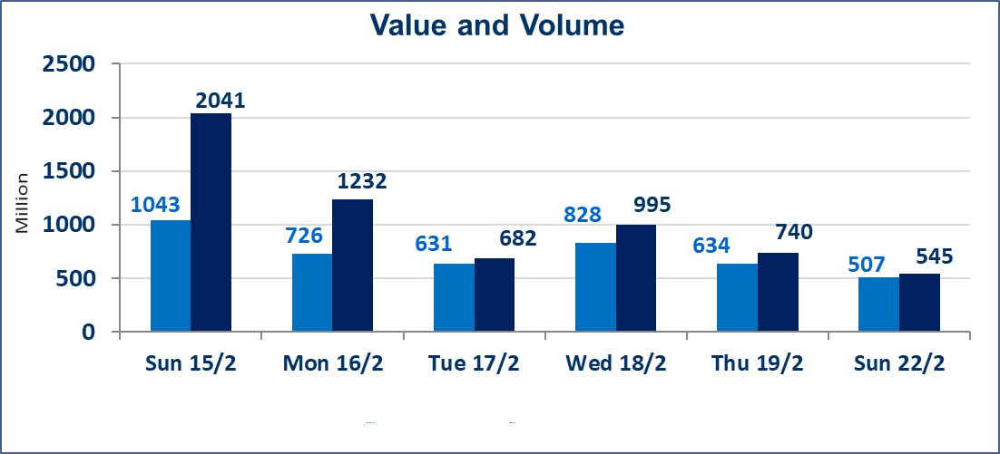 Value and Volume
2500
2000
1500
1000
500
0
Million
1043
2041
726
1232
631
682
828
995
634
740
507
545
Sun 15/2
Mon 16/2
Tue 17/2
Wed 18/2
Thu 19/2
Sun 22/2